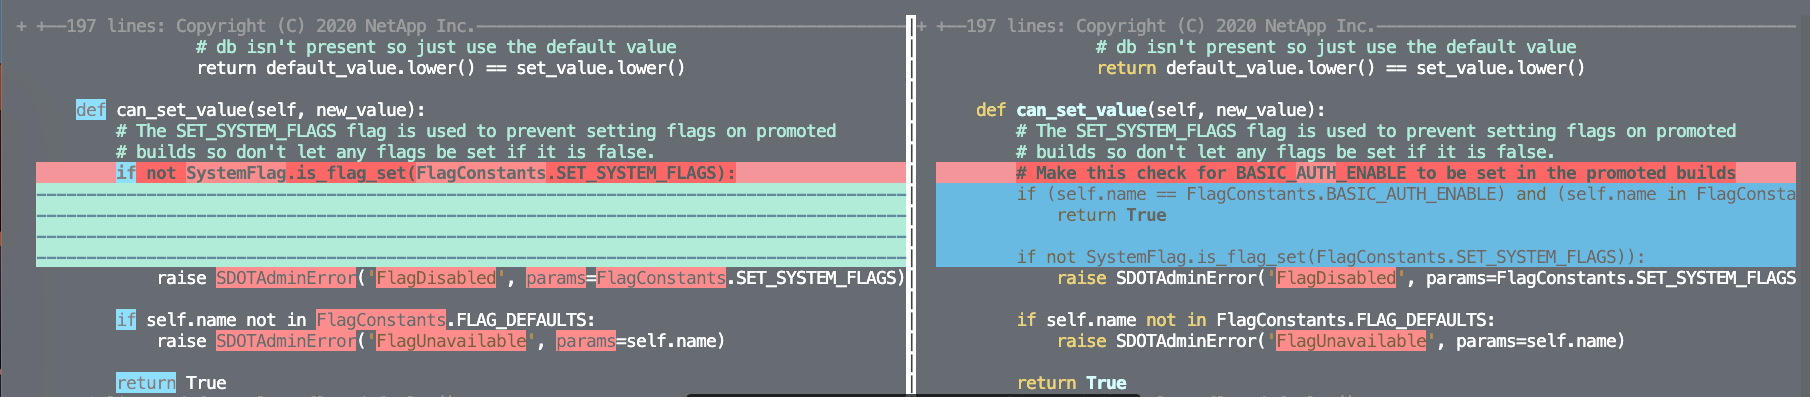 + +--197 lines: Copyright (C) 2020 NetApp Inc.
# db isn't present so just use the default value
return default_value.lower() == set_value.lower()
def can_set_value(self, new_value):
# The SET_SYSTEM_FLAGS flag is used to prevent setting flags on promoted
# builds so don't let any flags be set if it is false.
if not SystemFlag.is_flag_set(FlagConstants.SET_SYSTEM_FLAGS):
raise SDOTAdminError('FlagDisabled', params=FlagConstants.SET_SYSTEM_FLAGS)
if self.name not in FlagConstants.FLAG_DEFAULTS:
raise SDOTAdminError('FlagUnavailable', params=self.name)
return True
+ +--197 lines: Copyright (C) 2020 NetApp Inc.
# db isn't present so just use the default value
return default_value.lower() == set_value.lower()
def can_set_value(self, new_value):
# The SET_SYSTEM_FLAGS flag is used to prevent setting flags on promoted
# builds so don't let any flags be set if it is false.
# Make this check for BASIC_AUTH_ENABLE to be set in the promoted builds
if (self.name == FlagConstants.BASIC_AUTH_ENABLE) and (self.name in FlagConsta
return True
if not SystemFlag.is_flag_set(FlagConstants.SET_SYSTEM_FLAGS)):
raise SDOTAdminError('FlagDisabled', params=FlagConstants.SET_SYSTEM_FLAGS
if self.name not in FlagConstants.FLAG_DEFAULTS:
raise SDOTAdminError('FlagUnavailable', params=self.name)
return True